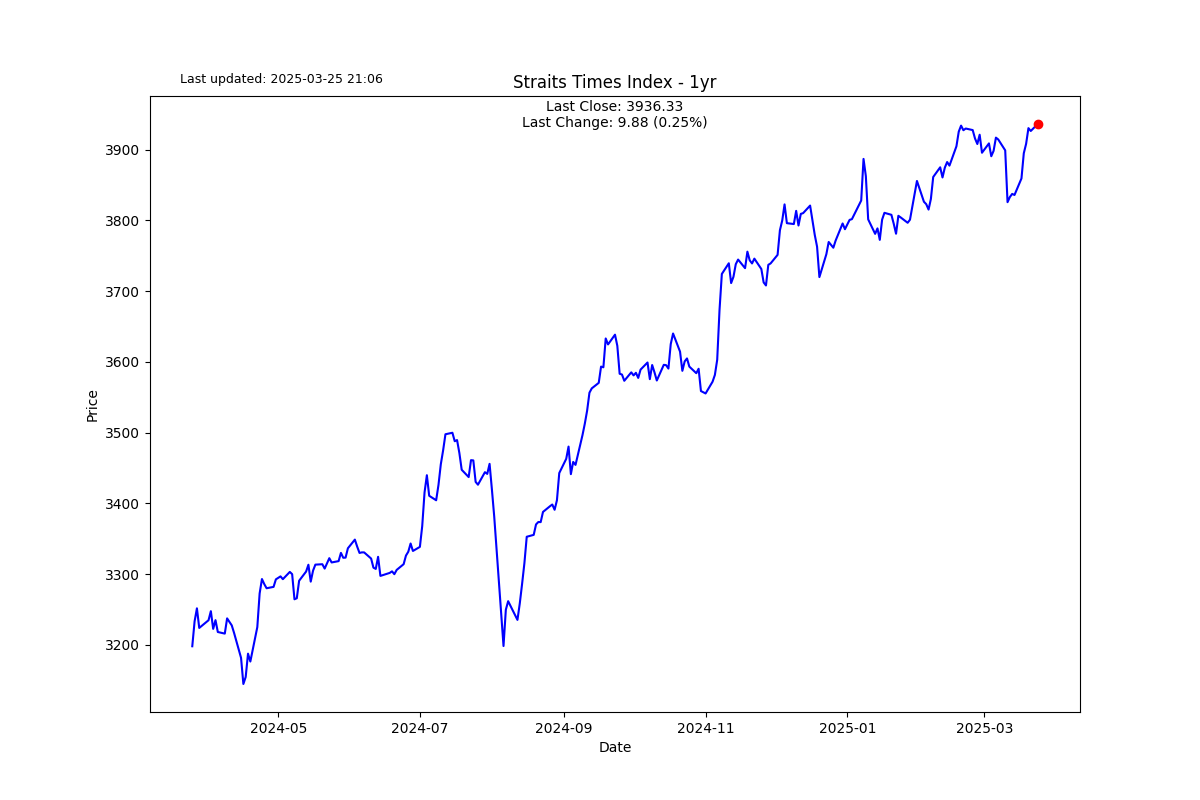 Last updated: 2025-03-25 21:06
Straits Times Index - 1yr
Last Close: 3936.33
Last Change: 9.88 (0.25%)
3900
3800
3700
3600
3500
3400
3300
3200
Price
2024-05
2024-07
2024-09
2024-11
2025-01
2025-03
Date